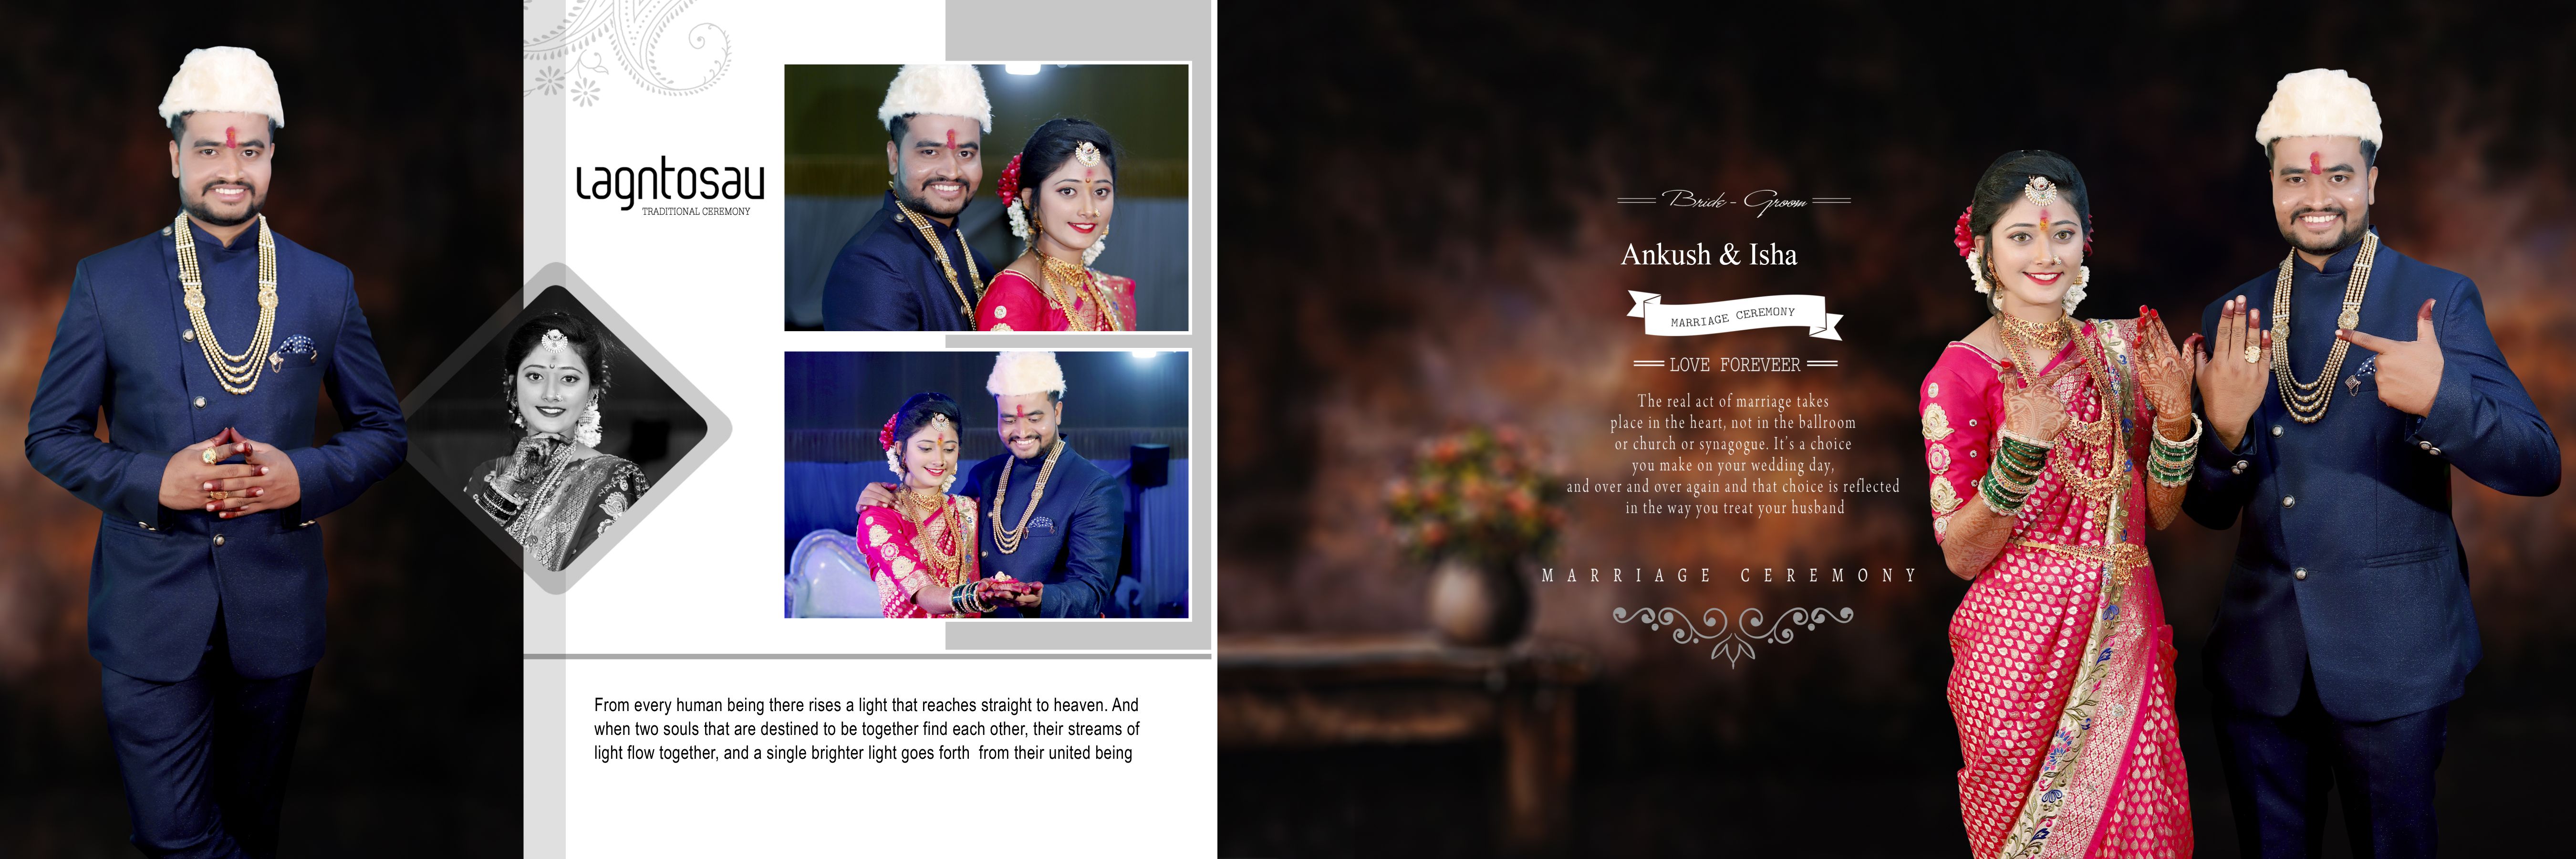 Lagntosau
TRADITIONAL CEREMONY
From every human being there rises a light that reaches straight to heaven. And
when two souls that are destined to be together find each other, their streams of
light flow together, and a single brighter light goes forth from their united being
Bride - Groom
Ankush & Isha
MARRIAGE CEREMONY
LOVE FOREVEER
The real act of marriage takes
place in the heart, not in the ballroom
or church or synagogue. It's a choice
you make on your wedding day,
and over and over again and that choice is reflected
in the way you treat your husband
MARRIAGE CEREMONY